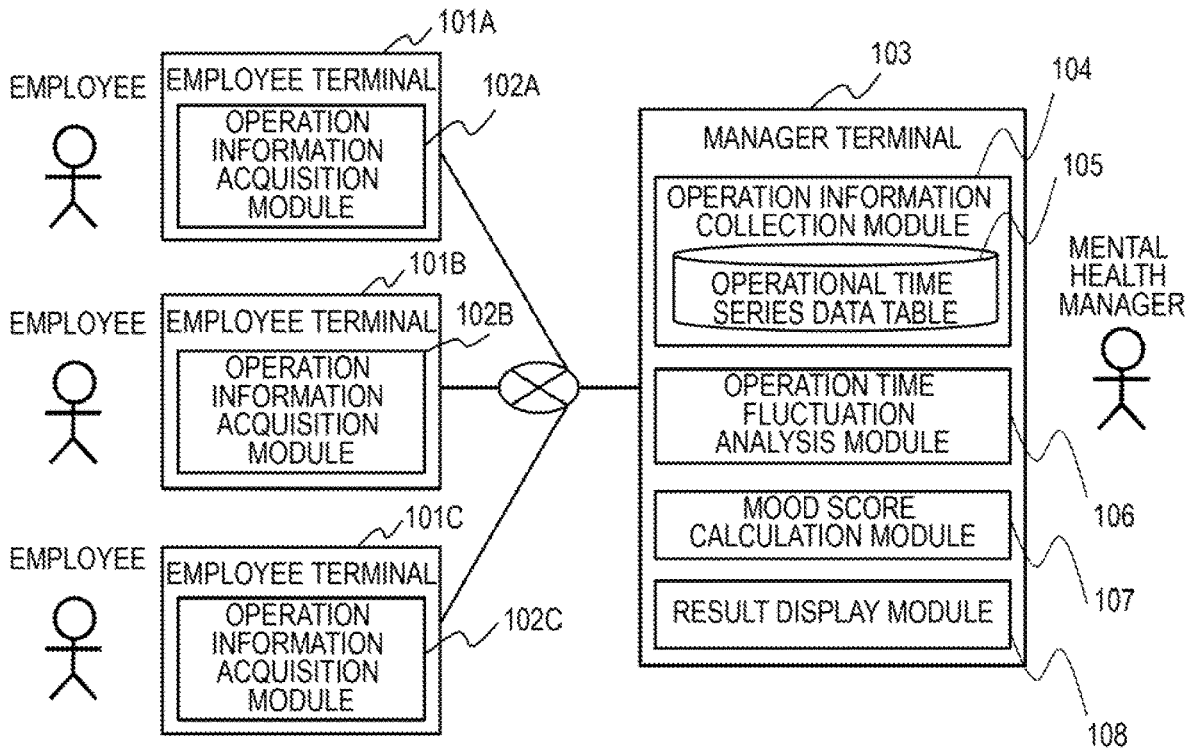 101A
EMPLOYEE
EMPLOYEE TERMINAL
102A
OPERATION
INFORMATION
ACQUISITION
MODULE
101B
EMPLOYEE
EMPLOYEE TERMINAL
102B
OPERATION
INFORMATION
ACQUISITION
MODULE
101C
EMPLOYEE
EMPLOYEE TERMINAL
102C
OPERATION
INFORMATION
ACQUISITION
MODULE
103
104
MANAGER TERMINAL
105
OPERATION INFORMATION
COLLECTION MODULE
OPERATIONAL TIME
SERIES DATA TABLE
MENTAL
HEALTH
MANAGER
OPERATION TIME
FLUCTUATION
ANALYSIS MODULE
106
MOOD SCORE
CALCULATION MODULE
107
RESULT DISPLAY MODULE
108